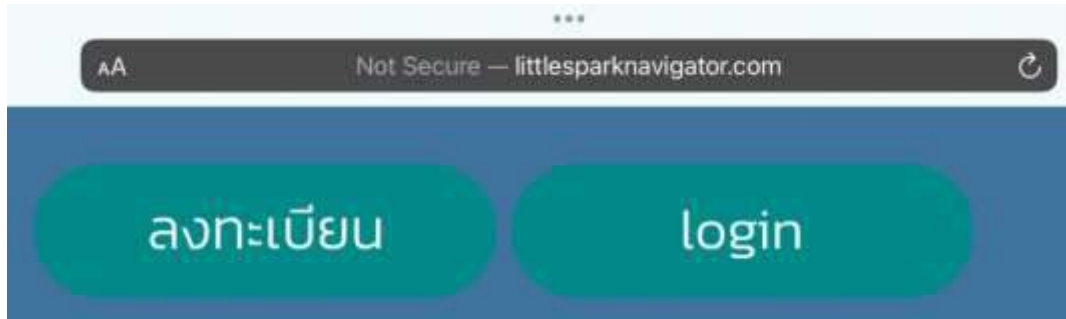 AA Not Secure — littlesparknavigator.com
ลงทะเบียน login